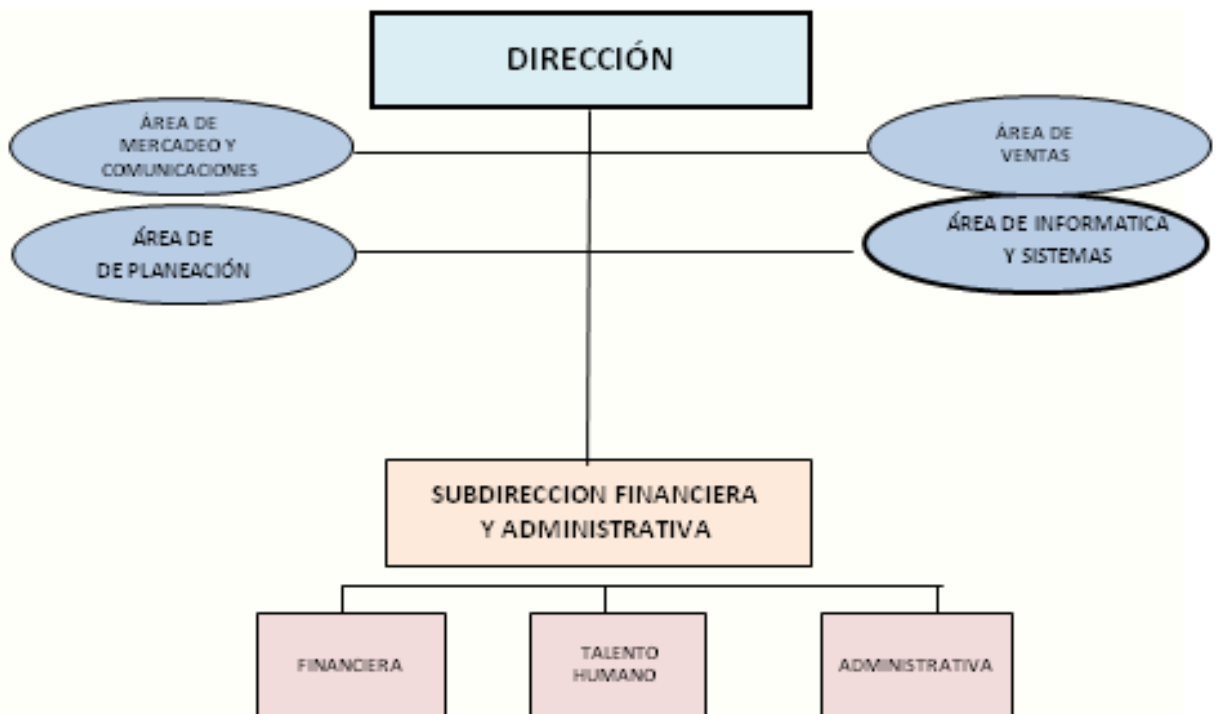 DIRECCIÓN
ÁREA DE
MERCADEO Y
COMUNICACIONES
ÁREA DE
VENTAS
ÁREA DE
DE PLANEACIÓN
ÁREA DE INFORMATICA
Y SISTEMAS
SUBDIRECCION FINANCIERA
Y ADMINISTRATIVA
FINANCIERA
TALENTO
HUMANO
ADMINISTRATIVA